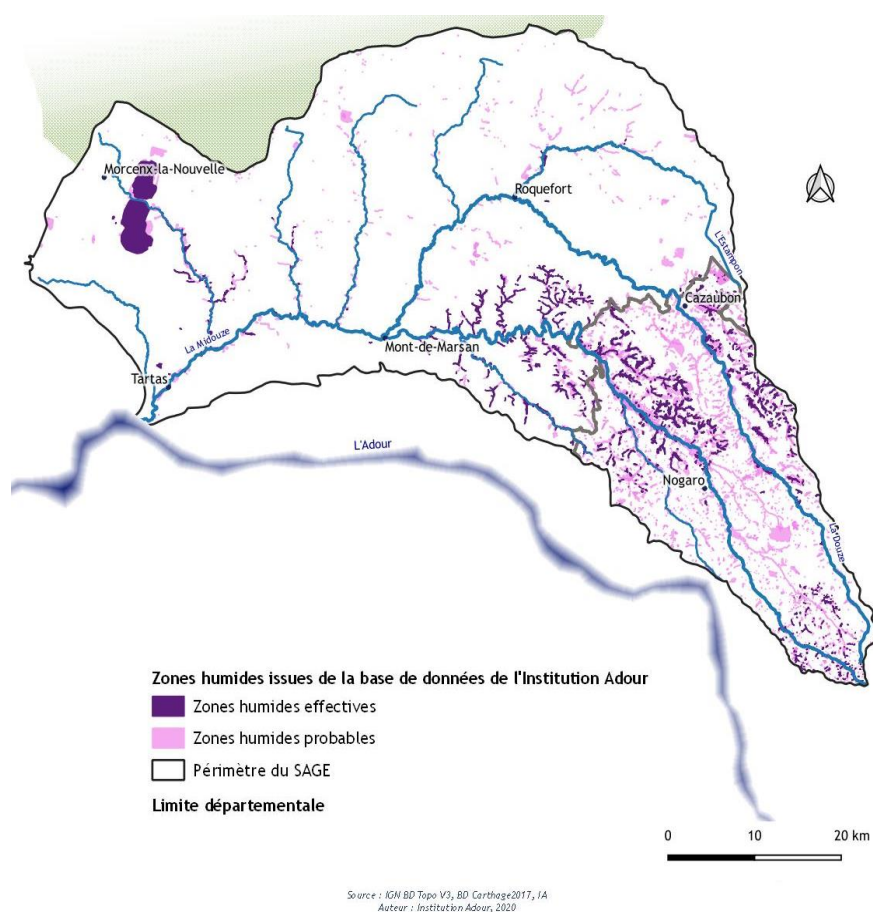 Morcenx-la-Nouvelle
Roquefort
L'Estampon
Cazaubon
La Midouze
Mont-de-Marsan
Tartas
L'Adour
Nogaro
La Douze
Zones humides issues de la base de données de l'Institution Adour
Zones humides effectives
Zones humides probables
Périmètre du SAGE
Limite départementale
0 10 20 km
Source : IGN BD Topo V3, BD Carthage2017, IA
Auteur : Institution Adour, 2020